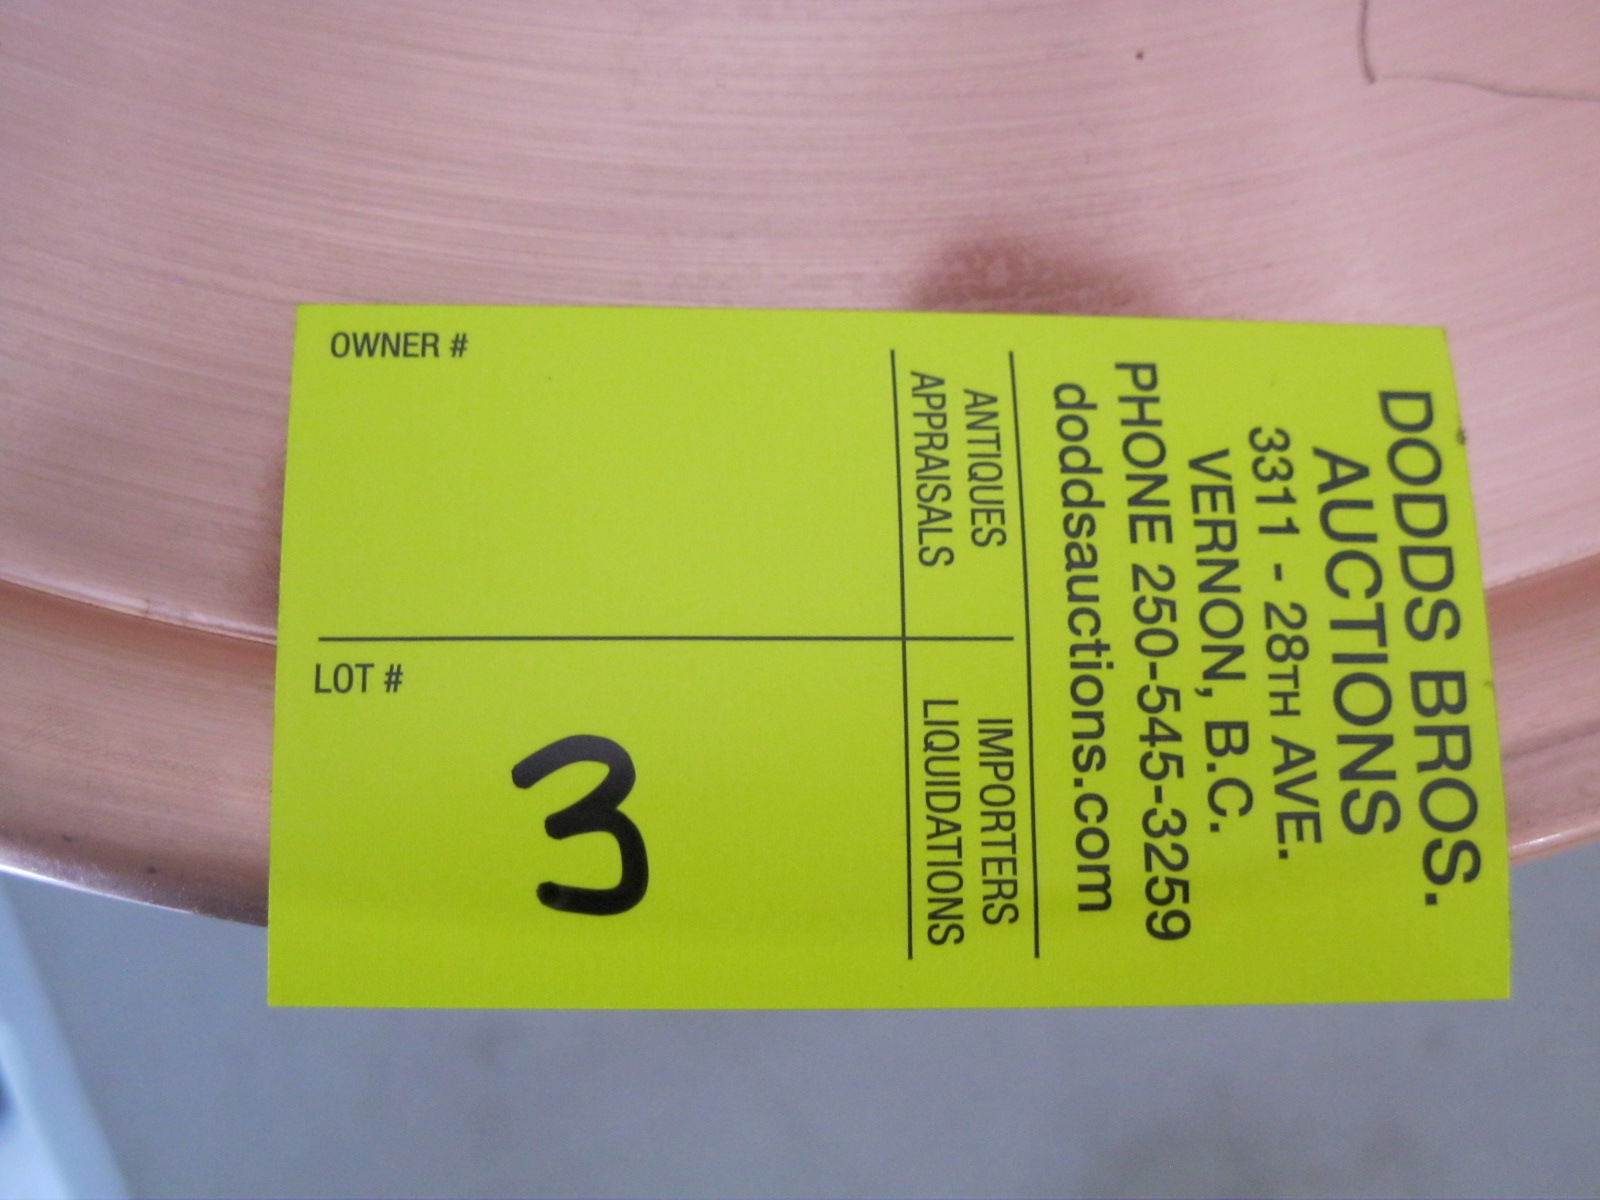 DODDS BROS.
AUCTIONS
3311 - 28TH AVE.
VERNON, B.C.
PHONE 250-545-3259
doddsauctions.com
ANTIQUES IMPORTERS
APPRAISALS LIQUIDATIONS
OWNER #
LOT #
3